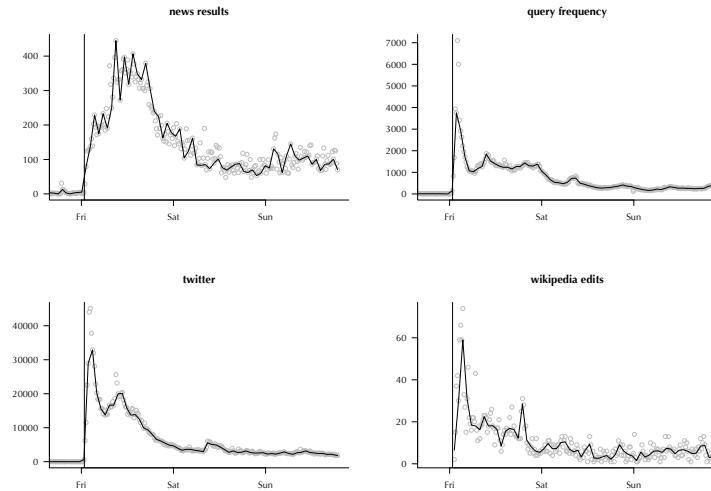 news results
400
300
200
100
0
Fri
Sat
Sun
query frequency
7000
6000
5000
4000
3000
2000
1000
0
Fri
Sat
Sun
twitter
40000
30000
20000
10000
0
Fri
Sat
Sun
wikipedia edits
60
40
20
0
Fri
Sat
Sun